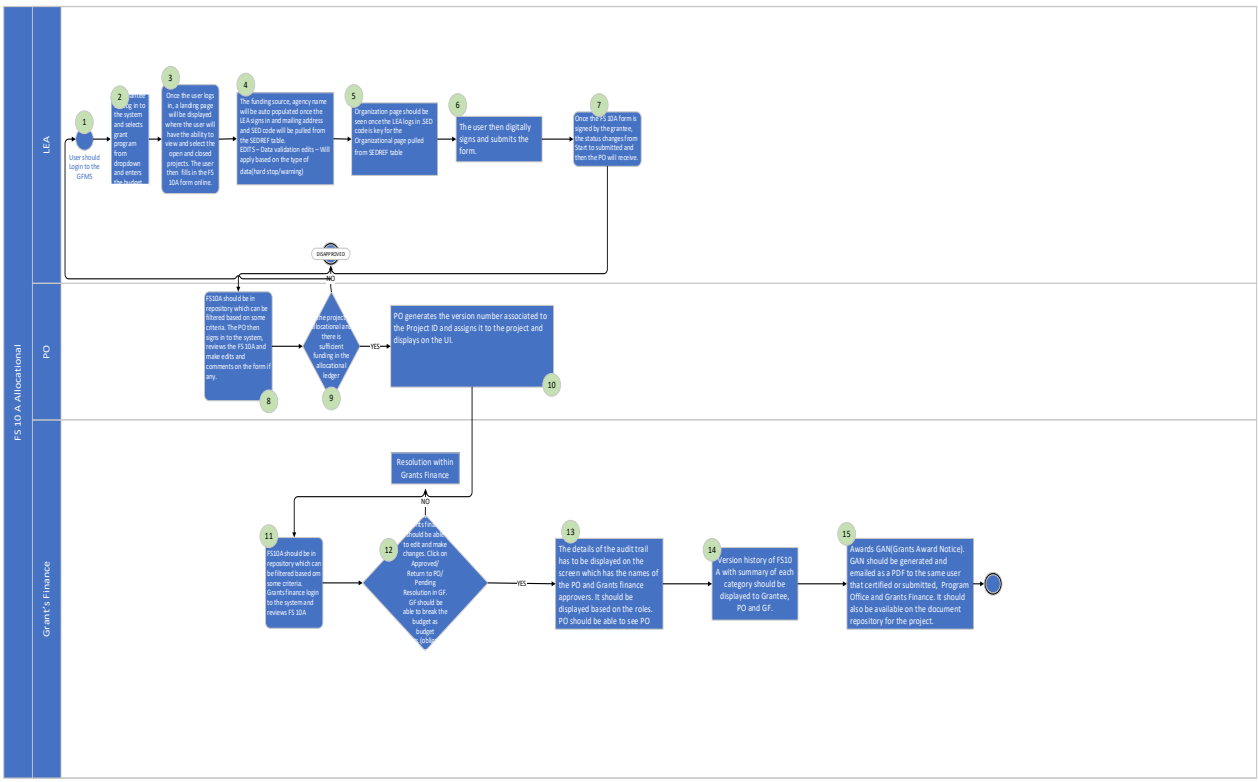 FS 10 A Allocational
LEA
1
User should
Login to the
GFMS
2
log in to
the system
and selects
grant
program
from
dropdown
and enters
the budget
3
Once the user logs
in, a landing page
will be displayed
where the user will
have the ability to
view and select the
open and closed
projects. The user
then fills in the FS
10A form online.
4
The funding source, agency name
will be auto populated once the
LEA signs in and mailing address
and SED code will be pulled from
the SEDREF table.
EDITS – Data validation edits – Will
apply based on the type of
data(hard stop/warning)
5
Organization page should be
seen once the LEA logs in .SED
code is key for the
Organizational page pulled
from SEDREF table
6
The user then digitally
signs and submits the
form.
7
Once the FS 10A form is
signed by the grantee,
the status changes from
Start to submitted and
then the PO will receive.
DISAPPROVED
NO
PO
FS10A should be in
repository which can be
filtered based on some
criteria. The PO then
signs in to the system,
reviews the FS 10A and
make edits and
comments on the form if
any.
8
the project
allocational and
there is
sufficient
funding in the
allocational
ledger
9
YES
PO generates the version number associated to
the Project ID and assigns it to the project and
displays on the UI.
10
Grant's Finance
Resolution within
Grants Finance
NO
11
FS10A should be in
repository which can
be filtered based om
some criteria.
Grants finance login
to the system and
reviews FS 10A
12
should be able
to edit and make
changes. Click on
Approved/
Return to PO/
Pending
Resolution in GF.
GF should be
able to break the
budget as
budget
YES
13
The details of the audit trail
has to be displayed on the
screen which has the names of
the PO and Grants finance
approvers. It should be
displayed based on the roles.
PO should be able to see PO
14
Version history of FS10
A with summary of each
category should be
displayed to Grantee,
PO and GF.
15
Awards GAN(Grants Award Notice).
GAN should be generated and
emailed as a PDF to the same user
that certified or submitted, Program
Office and Grants Finance. It should
also be available on the document
repository for the project.